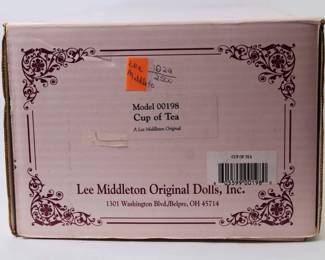 Lee
Model 00198
Cup of Tea
A Lee Middleton Original
CUP OF TEA
Lee Middleton Original Dolls, Inc.
1301 Washington Blvd./Belpre, OH 45714